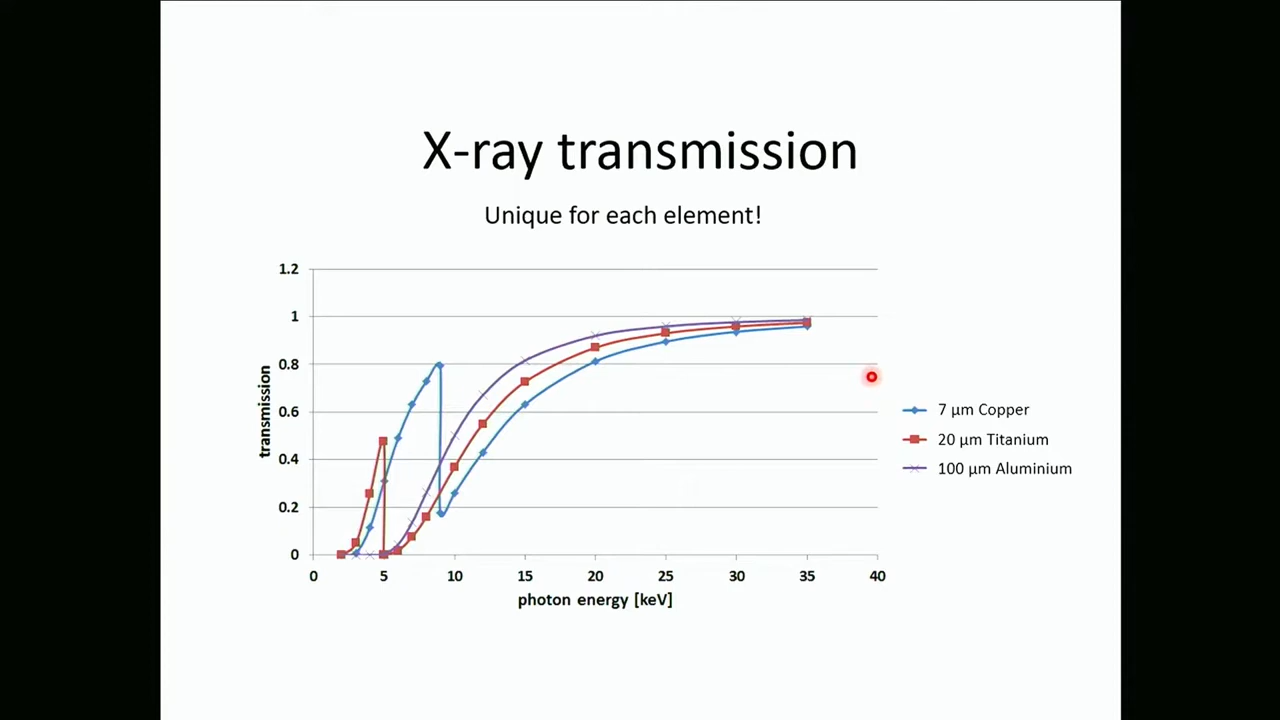 X-ray transmission
Unique for each element!
1.2
1
0.8
0.6
0.4
0.2
0
transmission
0 5 10 15 20 25 30 35 40
photon energy [keV]
7 µm Copper
20 µm Titanium
100 µm Aluminium